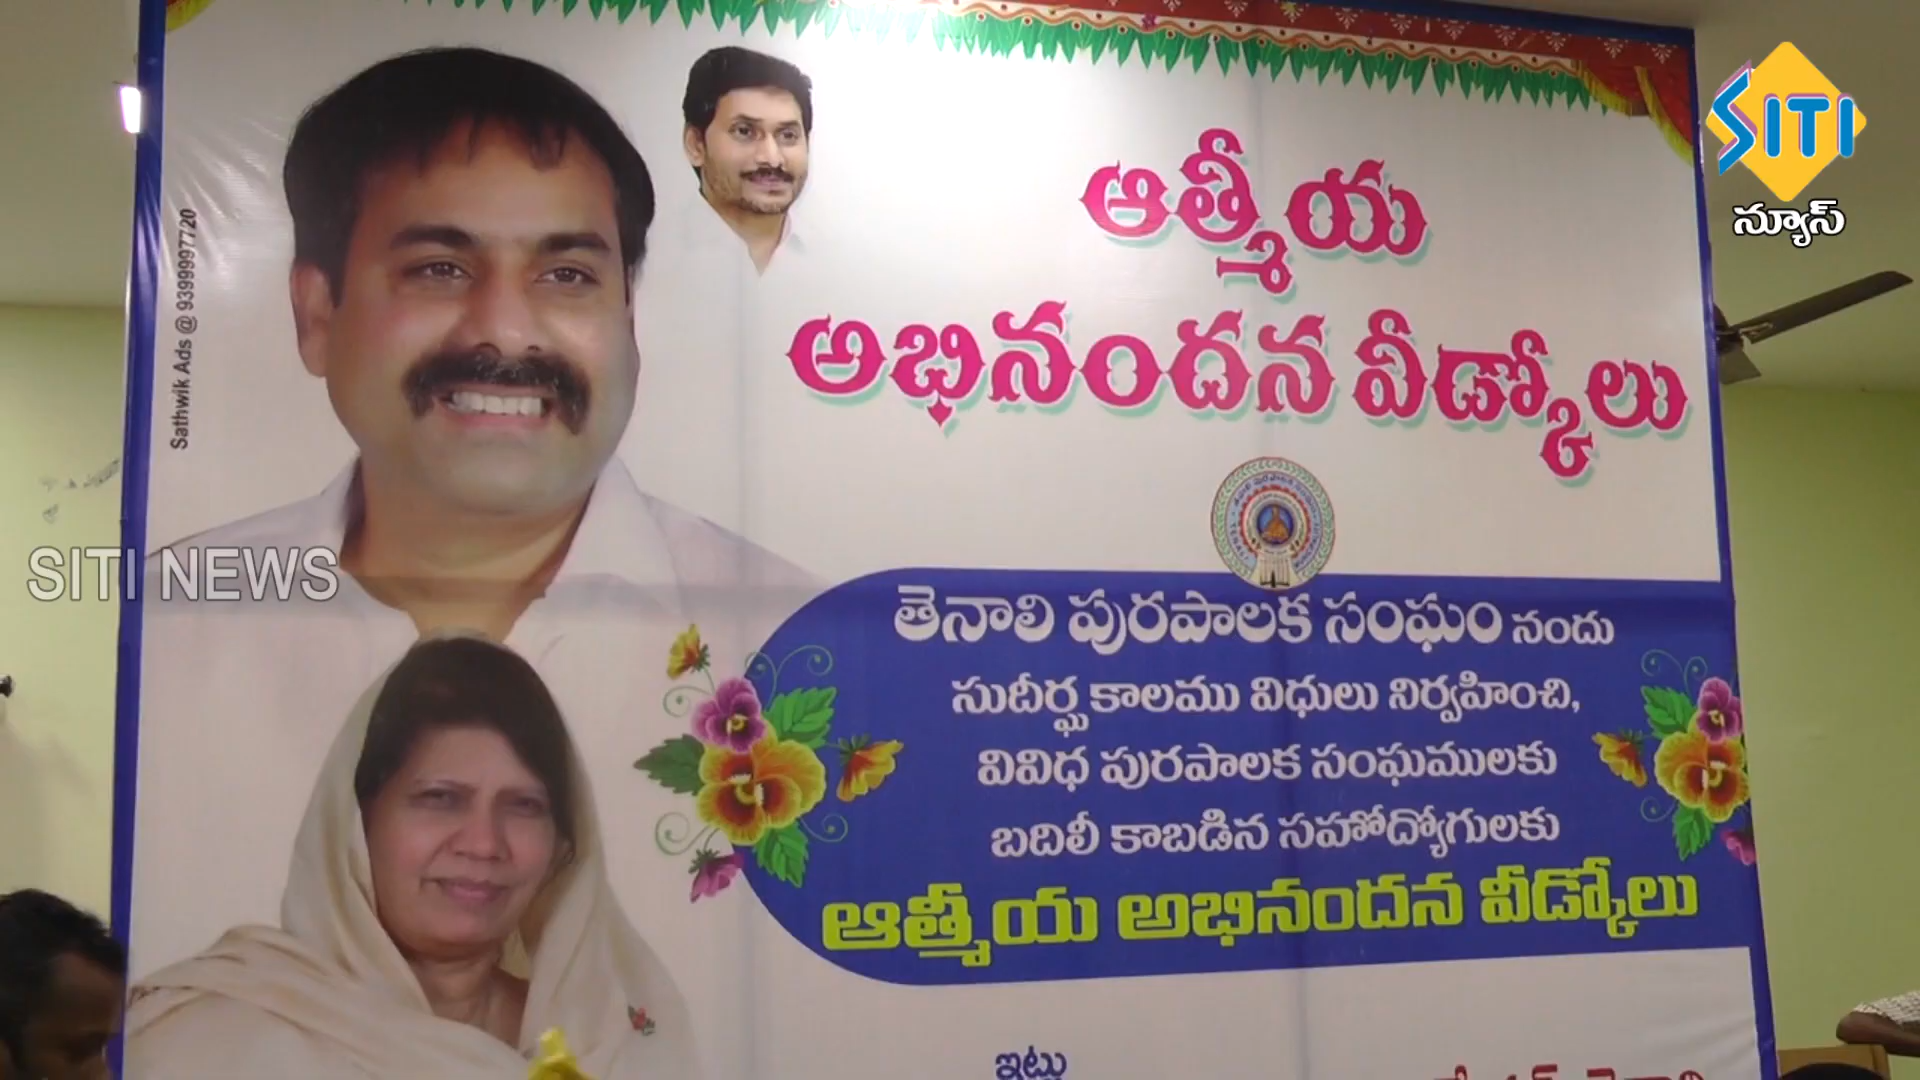 SITI
న్యూస్
SITI NEWS
Sathwik Ads @ 9399997720
ఆత్మీయ
అభినందన వీడ్కోలు
తెనాలి పురపాలక సంఘం నందు
సుదీర్ఘ కాలము విధులు నిర్వహించి,
వివిధ పురపాలక సంఘములకు
బదిలీ కాబడిన సహోద్యోగులకు
ఆత్మీయ అభినందన వీడ్కోలు
ఇట్లు